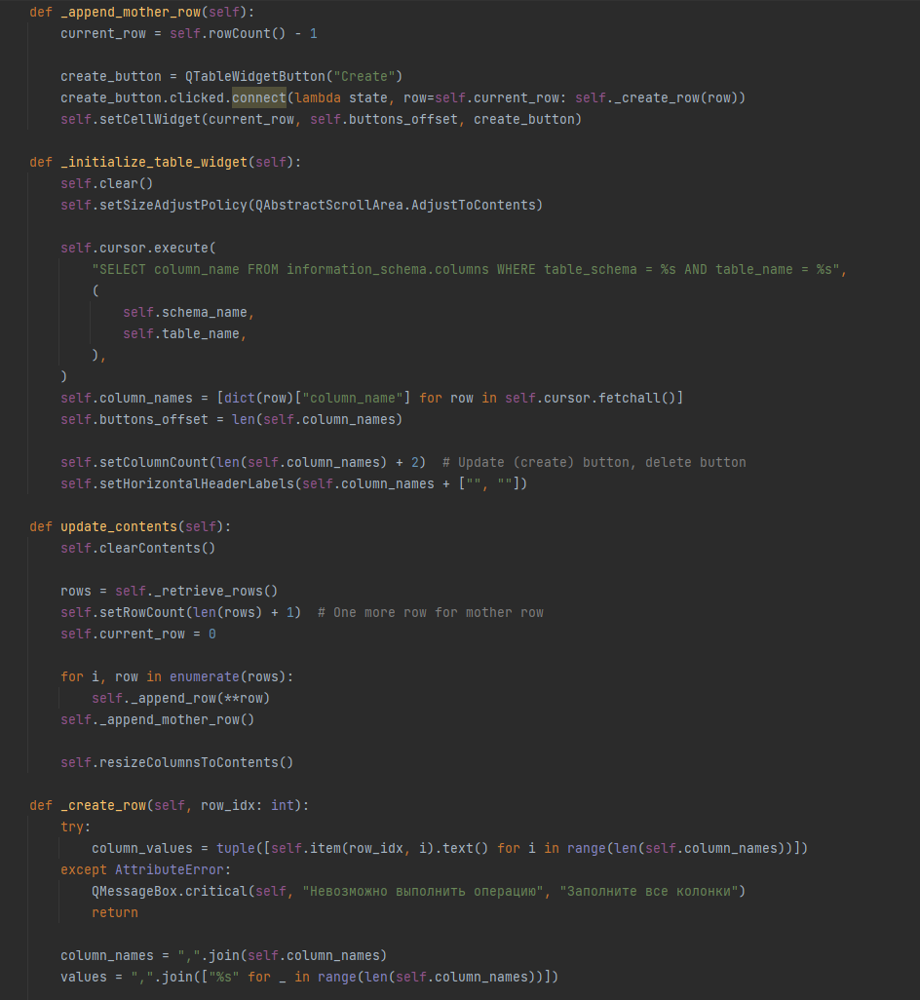 def _append_mother_row(self):
    current_row = self.rowCount() - 1
    create_button = QTableWidgetButton("Create")
    create_button.clicked.connect(lambda state, row=self.current_row: self._create_row(row))
    self.setCellWidget(current_row, self.buttons_offset, create_button)
def _initialize_table_widget(self):
    self.clear()
    self.setSizeAdjustPolicy(QAbstractScrollArea.AdjustToContents)
    self.cursor.execute(
        "SELECT column_name FROM information_schema.columns WHERE table_schema = %s AND table_name = %s",
        (
            self.schema_name,
            self.table_name,
        ),
    )
    self.column_names = [dict(row)["column_name"] for row in self.cursor.fetchall()]
    self.buttons_offset = len(self.column_names)
    self.setColumnCount(len(self.column_names) + 2)  # Update (create) button, delete button
    self.setHorizontalHeaderLabels(self.column_names + ["", ""])
def update_contents(self):
    self.clearContents()
    rows = self._retrieve_rows()
    self.setRowCount(len(rows) + 1)  # One more row for mother row
    self.current_row = 0
    for i, row in enumerate(rows):
        self._append_row(**row)
    self._append_mother_row()
    self.resizeColumnsToContents()
def _create_row(self, row_idx: int):
    try:
        column_values = tuple([self.item(row_idx, i).text() for i in range(len(self.column_names))])
    except AttributeError:
        QMessageBox.critical(self, "Невозможно выполнить операцию", "Заполните все колонки")
        return
    column_names = ",".join(self.column_names)
    values = ",".join(["%s" for _ in range(len(self.column_names))])